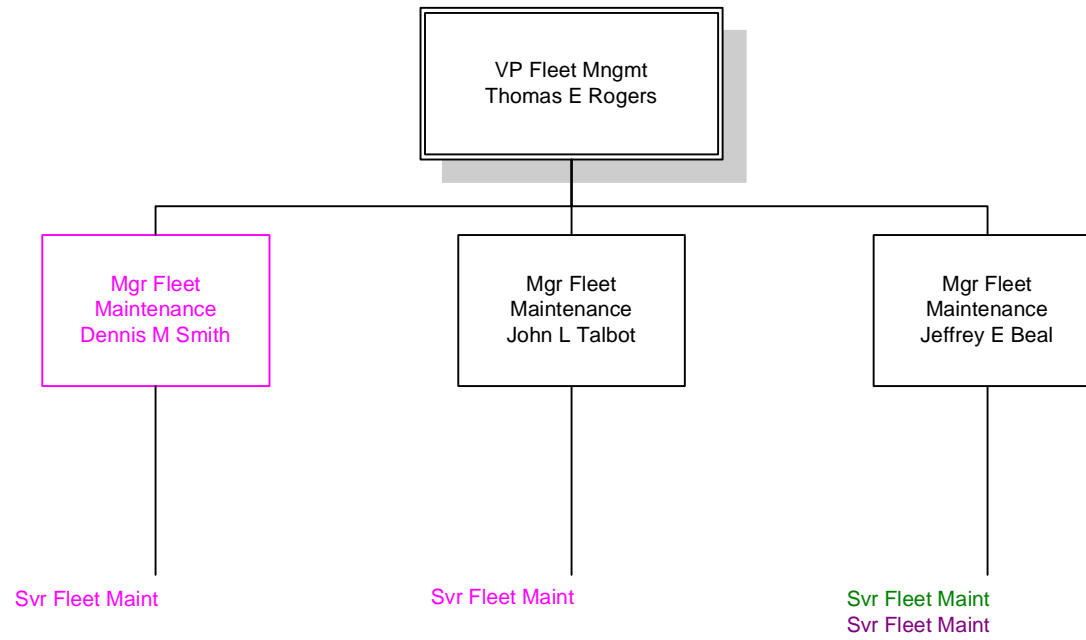 VP Fleet Mngmt
Thomas E Rogers
Mgr Fleet
Maintenance
Dennis M Smith
Mgr Fleet
Maintenance
John L Talbot
Mgr Fleet
Maintenance
Jeffrey E Beal
Svr Fleet Maint
Svr Fleet Maint
Svr Fleet Maint
Svr Fleet Maint